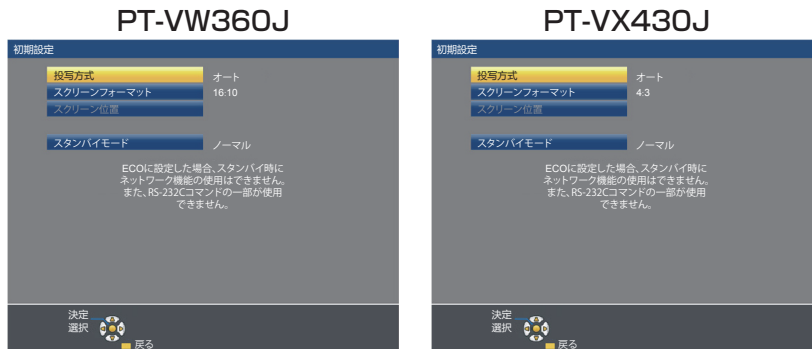 PT-VW360J
初期設定
投写方式 オート
スクリーンフォーマット 16:10
スクリーン位置
スタンバイモード ノーマル
ECOに設定した場合、スタンバイ時に
ネットワーク機能の使用はできません。
また、RS-232Cコマンドの一部が使用
できません。
決定
選択
戻る
PT-VX430J
初期設定
投写方式 オート
スクリーンフォーマット 4:3
スクリーン位置
スタンバイモード ノーマル
ECOに設定した場合、スタンバイ時に
ネットワーク機能の使用はできません。
また、RS-232Cコマンドの一部が使用
できません。
決定
選択
戻る